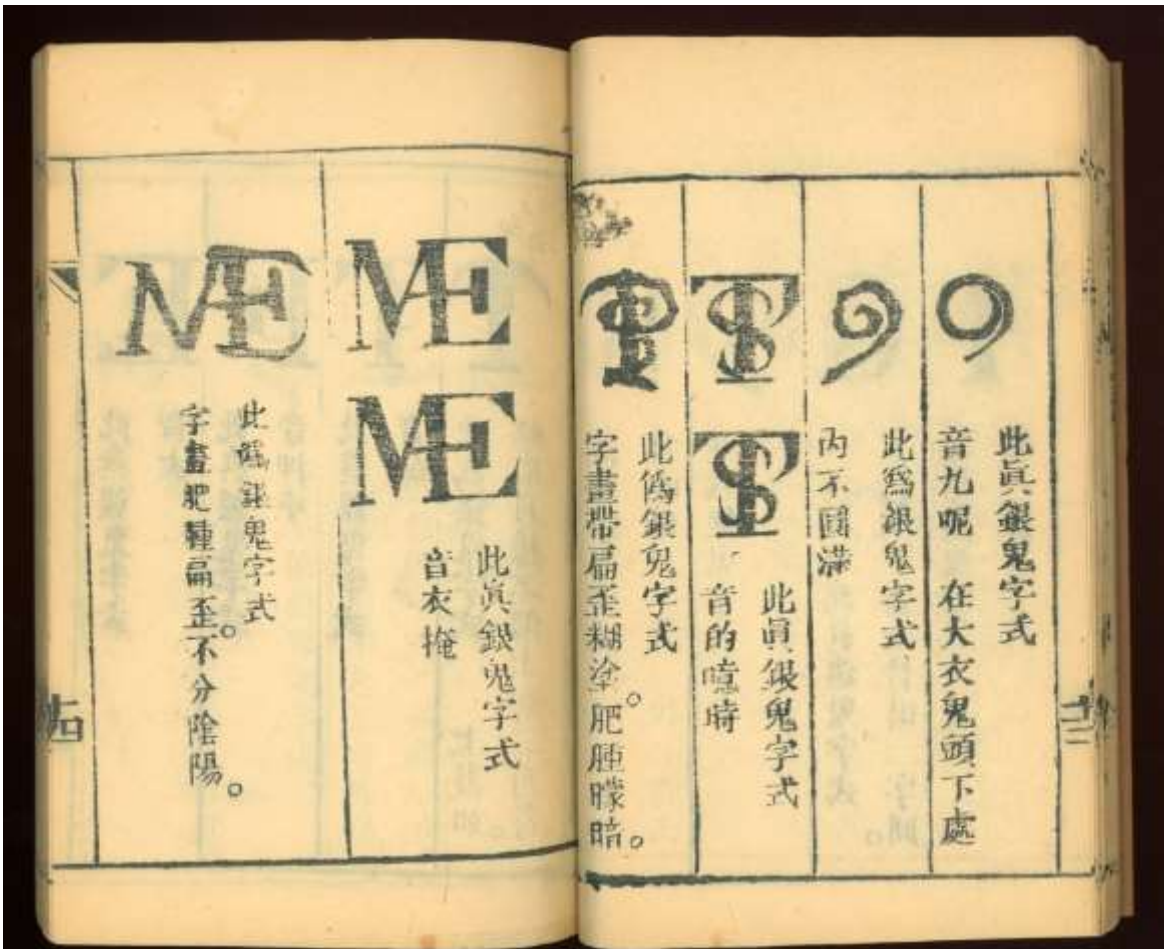 9
9
此眞銀鬼字式
音九呢　在大衣鬼頭下處
此爲銀鬼字式
內不圓滿
此眞銀鬼字式
音的噫時
此僞銀鬼字式
字畫帶扁歪糊塗。肥腫矇暗。
ME
ME
此眞銀鬼字式
音衣掩
ME
此僞銀鬼字式
字畫肥腫扁歪。不分陰陽。